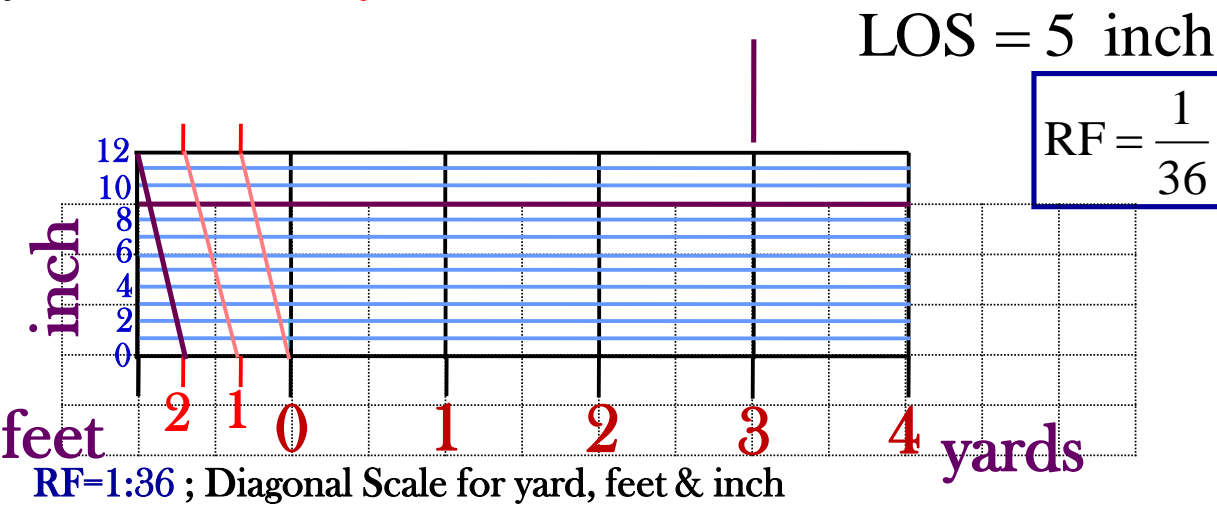 LOS = 5 inch
RF = 1/36
12
10
8
6
4
2
0
inch
feet
2 1 0 1 2 3 4
yards
RF=1:36 ; Diagonal Scale for yard, feet & inch